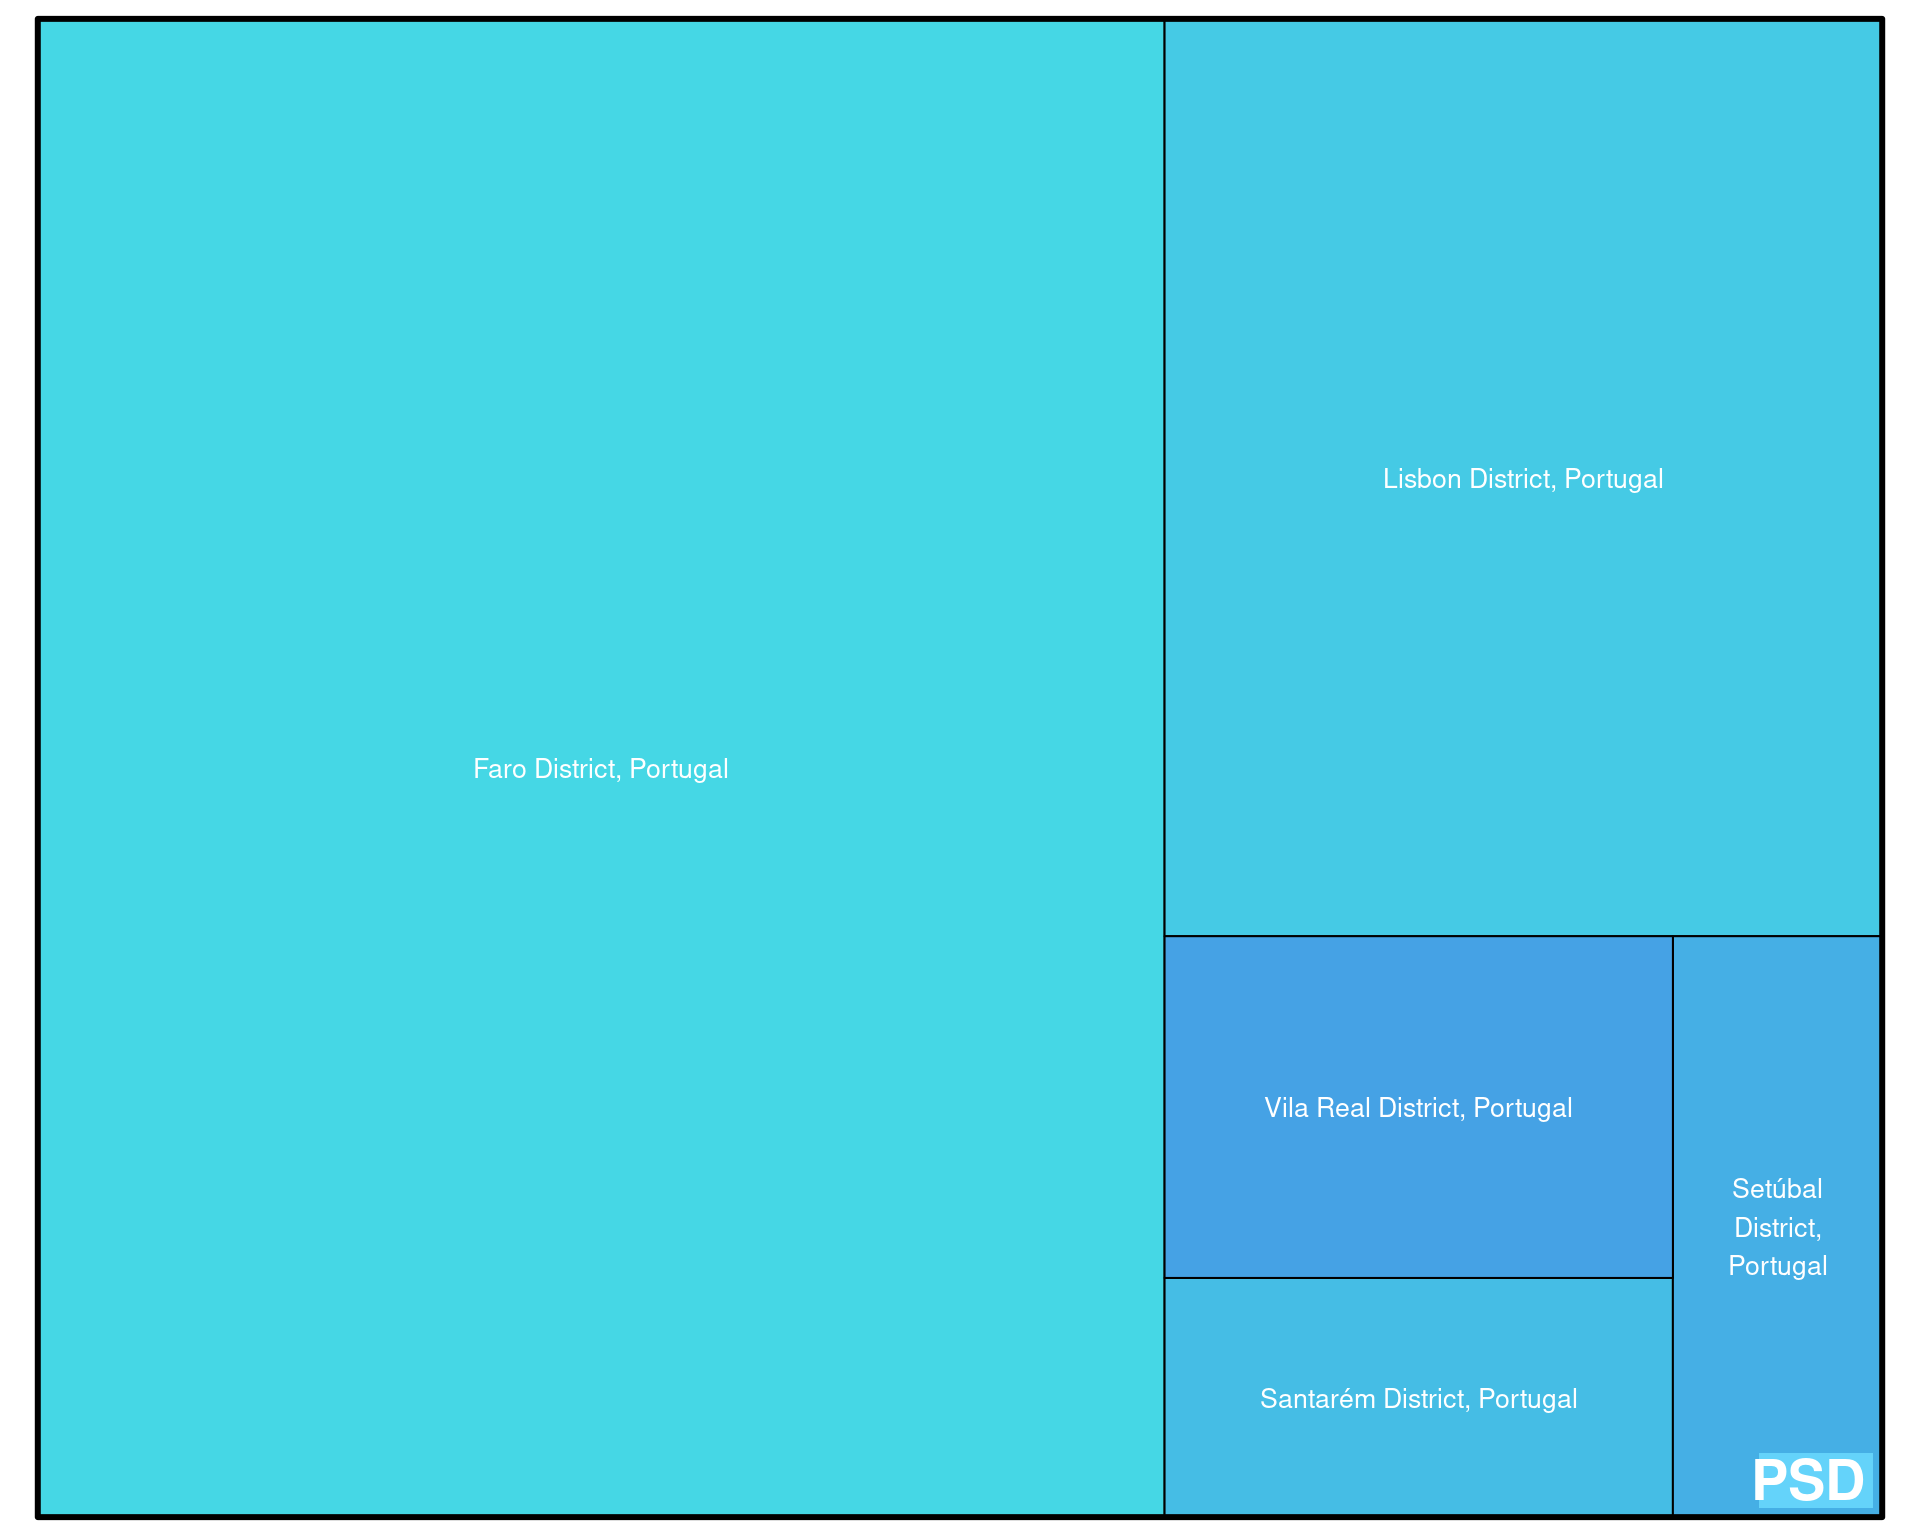 Lisbon District, Portugal
Faro District, Portugal
Vila Real District, Portugal
Setúbal
District,
Portugal
Santarém District, Portugal
PSD